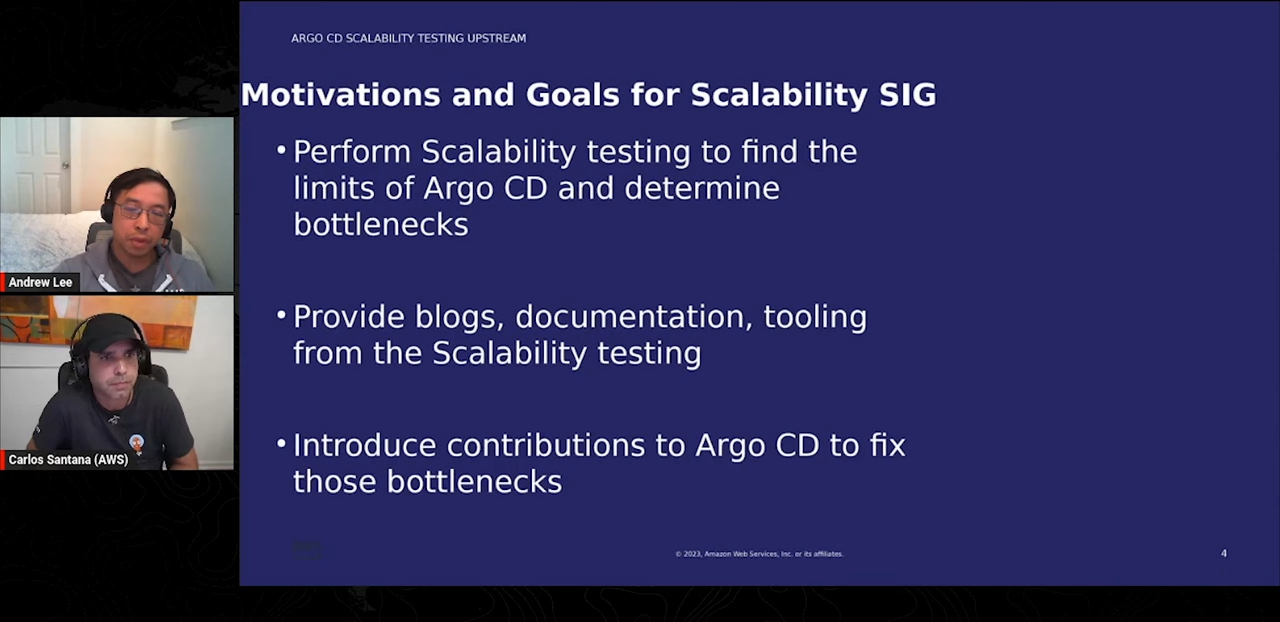 ARGO CD SCALABILITY TESTING UPSTREAM
Motivations and Goals for Scalability SIG
• Perform Scalability testing to find the
limits of Argo CD and determine
bottlenecks
• Provide blogs, documentation, tooling
from the Scalability testing
• Introduce contributions to Argo CD to fix
those bottlenecks
© 2023, Amazon Web Services, Inc. or its affiliates.
4
Andrew Lee
Carlos Santana (AWS)